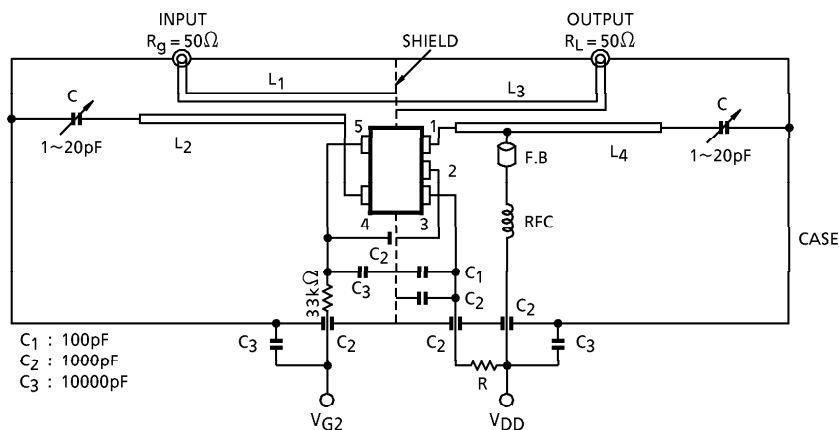 INPUT
Rg = 50Ω
OUTPUT
RL = 50Ω
SHIELD
L1
L3
C
1~20pF
L2
5
1
2
4
3
L4
C
1~20pF
F.B
RFC
CASE
C2
C3
C1
C2
33kΩ
C2
C1 : 100pF
C2 : 1000pF
C3 : 10000pF
C3
C2
C2
C3
R
VG2
VDD